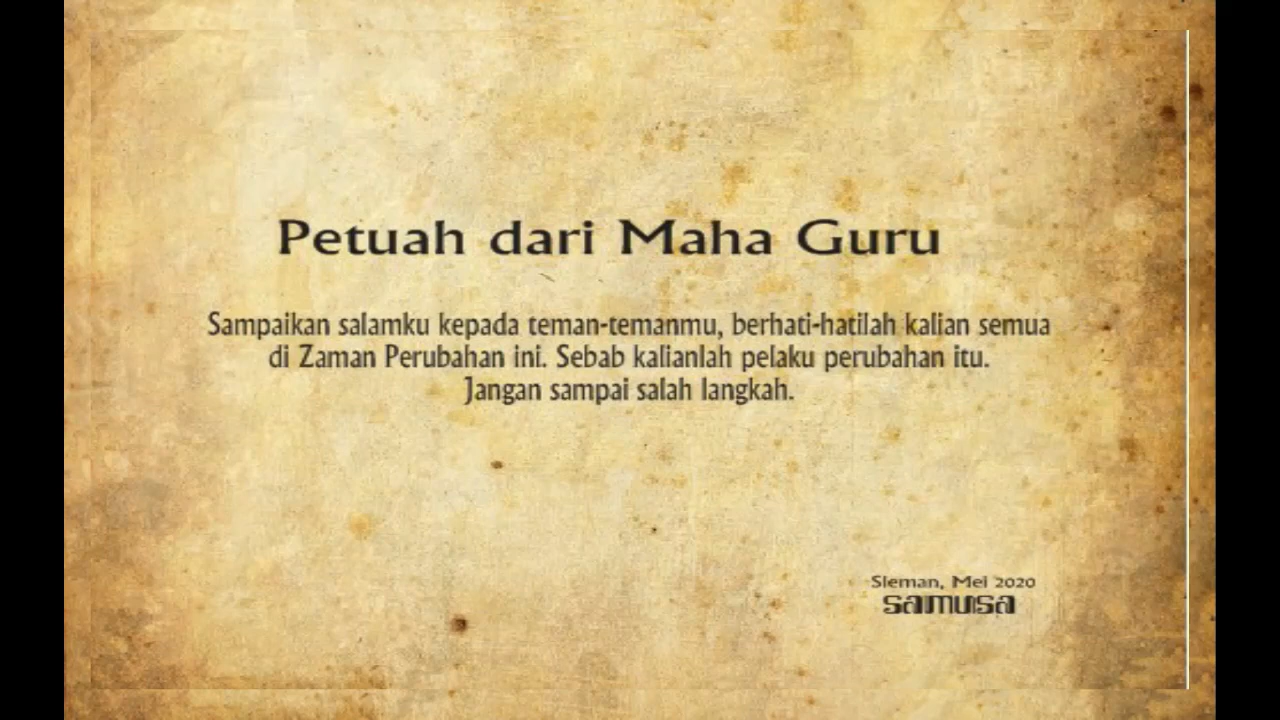 Petuah dari Maha Guru
Sampaikan salamku kepada teman-temanmu, berhati-hatilah kalian semua
di Zaman Perubahan ini. Sebab kalianlah pelaku perubahan itu.
Jangan sampai salah langkah.
Sleman, Mei 2020
samusa